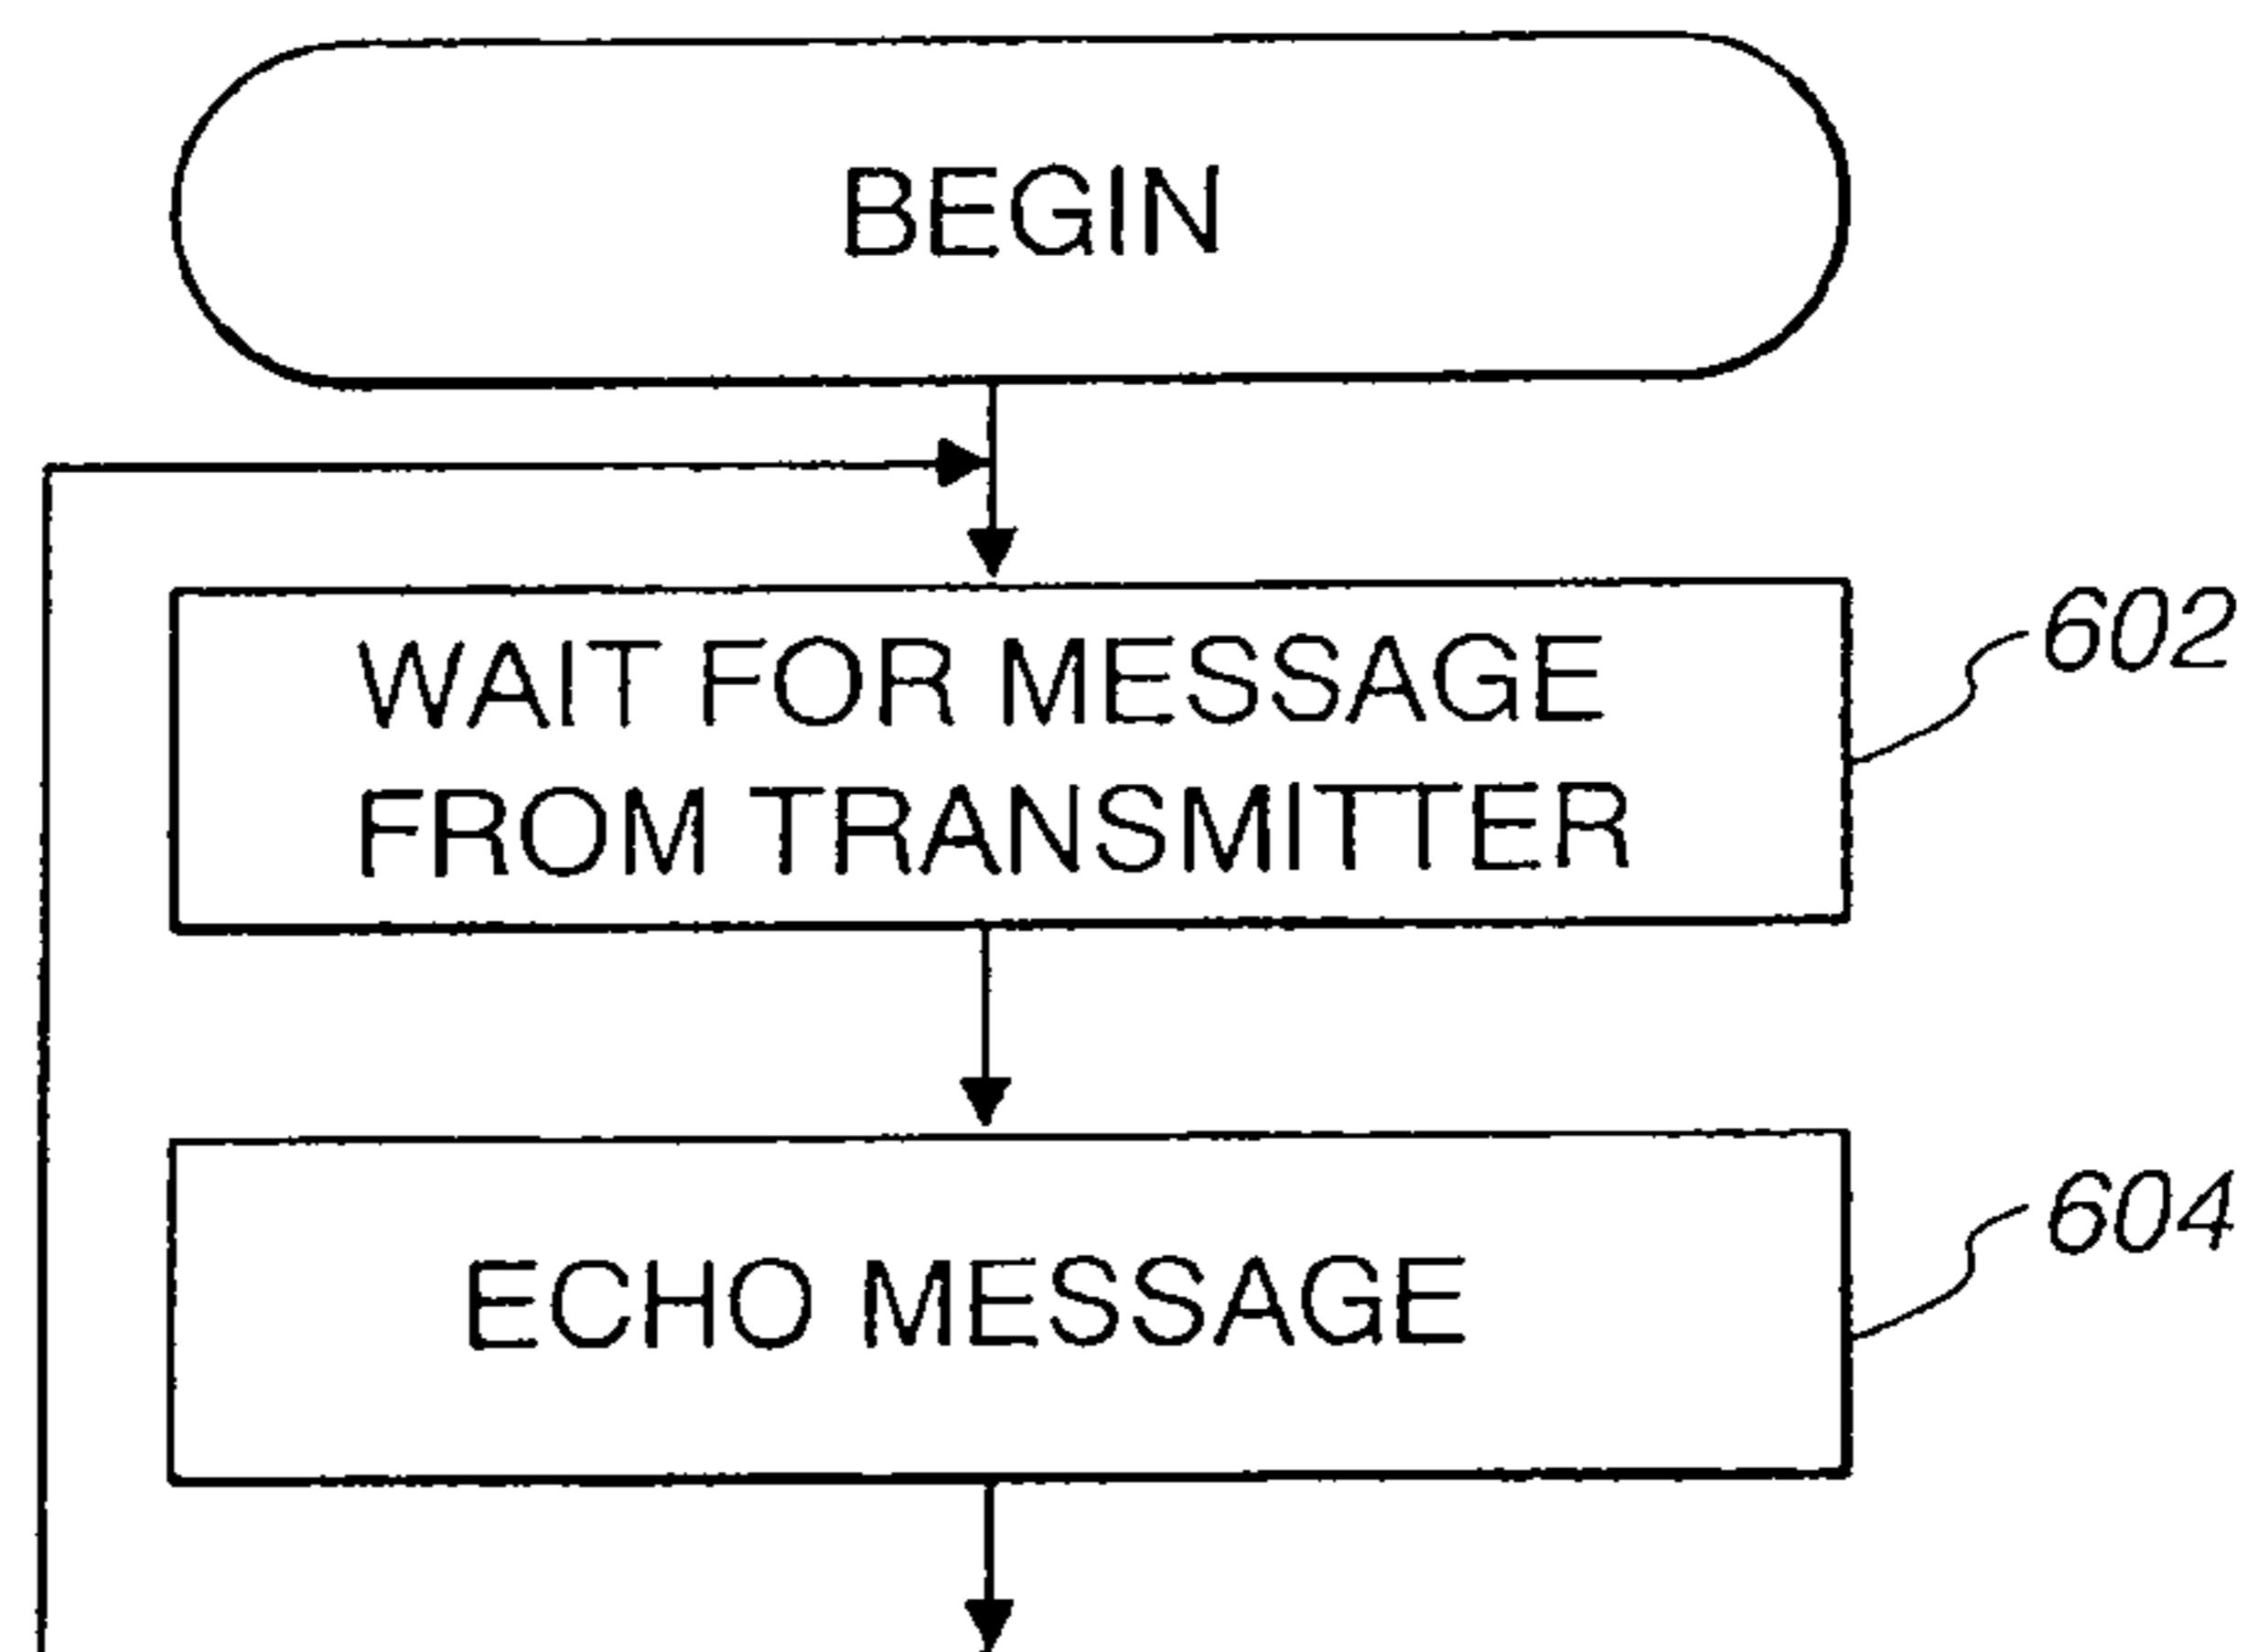 BEGIN
WAIT FOR MESSAGE
602
FROM TRANSMITTER
ECHO MESSAGE
604